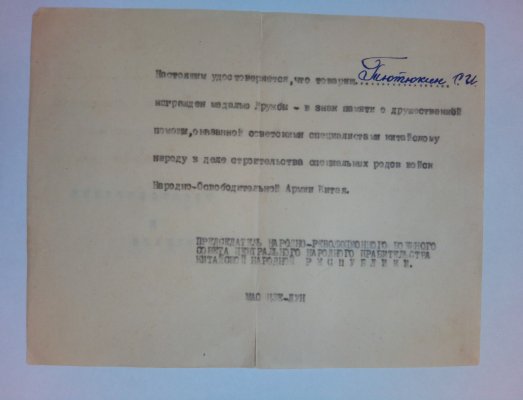 Настоящим удостоверяется, что товарищ Тютюкин Г.И.
награжден медалью Дружбы - в знак памяти о дружественной
помощи, оказанной советскими специалистами китайскому
народу в деле строительства специальных родов войск
Народно-Освободительной Армии Китая.
ПРЕДСЕДАТЕЛЬ НАРОДНО-РЕВОЛЮЦИОННОГО ВОЕННОГО
СОВЕТА ЦЕНТРАЛЬНОГО НАРОДНОГО ПРАВИТЕЛЬСТВА
КИТАЙСКОЙ НАРОДНОЙ Р Е С П У Б Л И К И.
МАО ЦЗЕ-ДУН